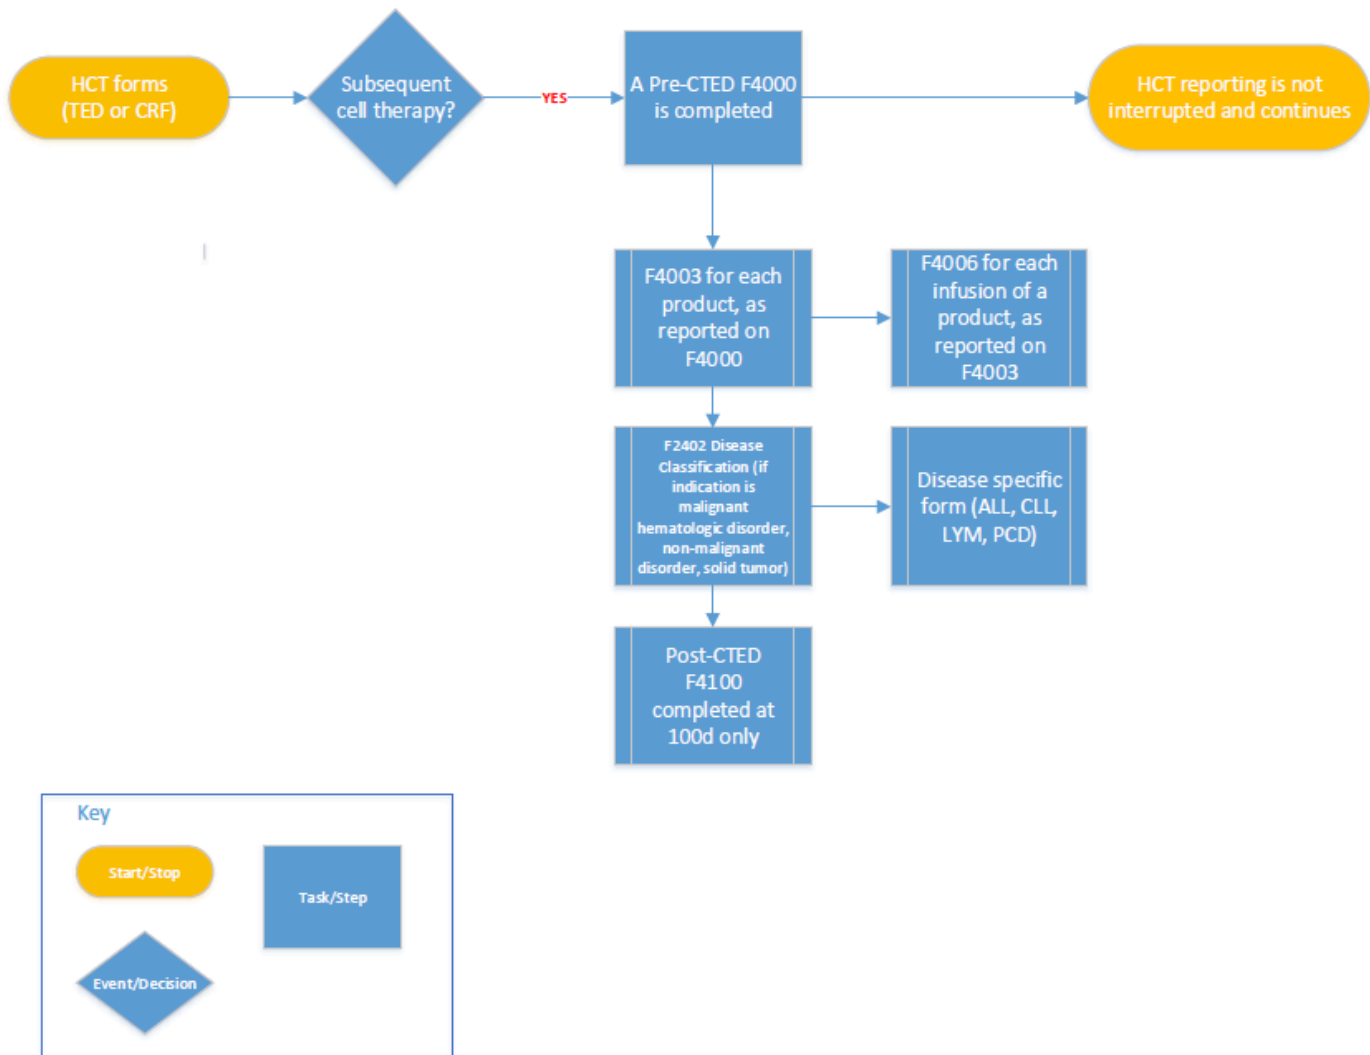 HCT forms
(TED or CRF)
Subsequent
cell therapy?
YES
A Pre-CTED F4000
is completed
HCT reporting is not
interrupted and continues
F4003 for each
product, as
reported on
F4000
F4006 for each
infusion of a
product, as
reported on
F4003
F2402 Disease
Classification (if
indication is
malignant
hematologic disorder,
non-malignant
disorder, solid tumor)
Disease specific
form (ALL, CLL,
LYM, PCD)
Post-CTED
F4100
completed at
100d only
Key
Start/Stop
Task/Step
Event/Decision